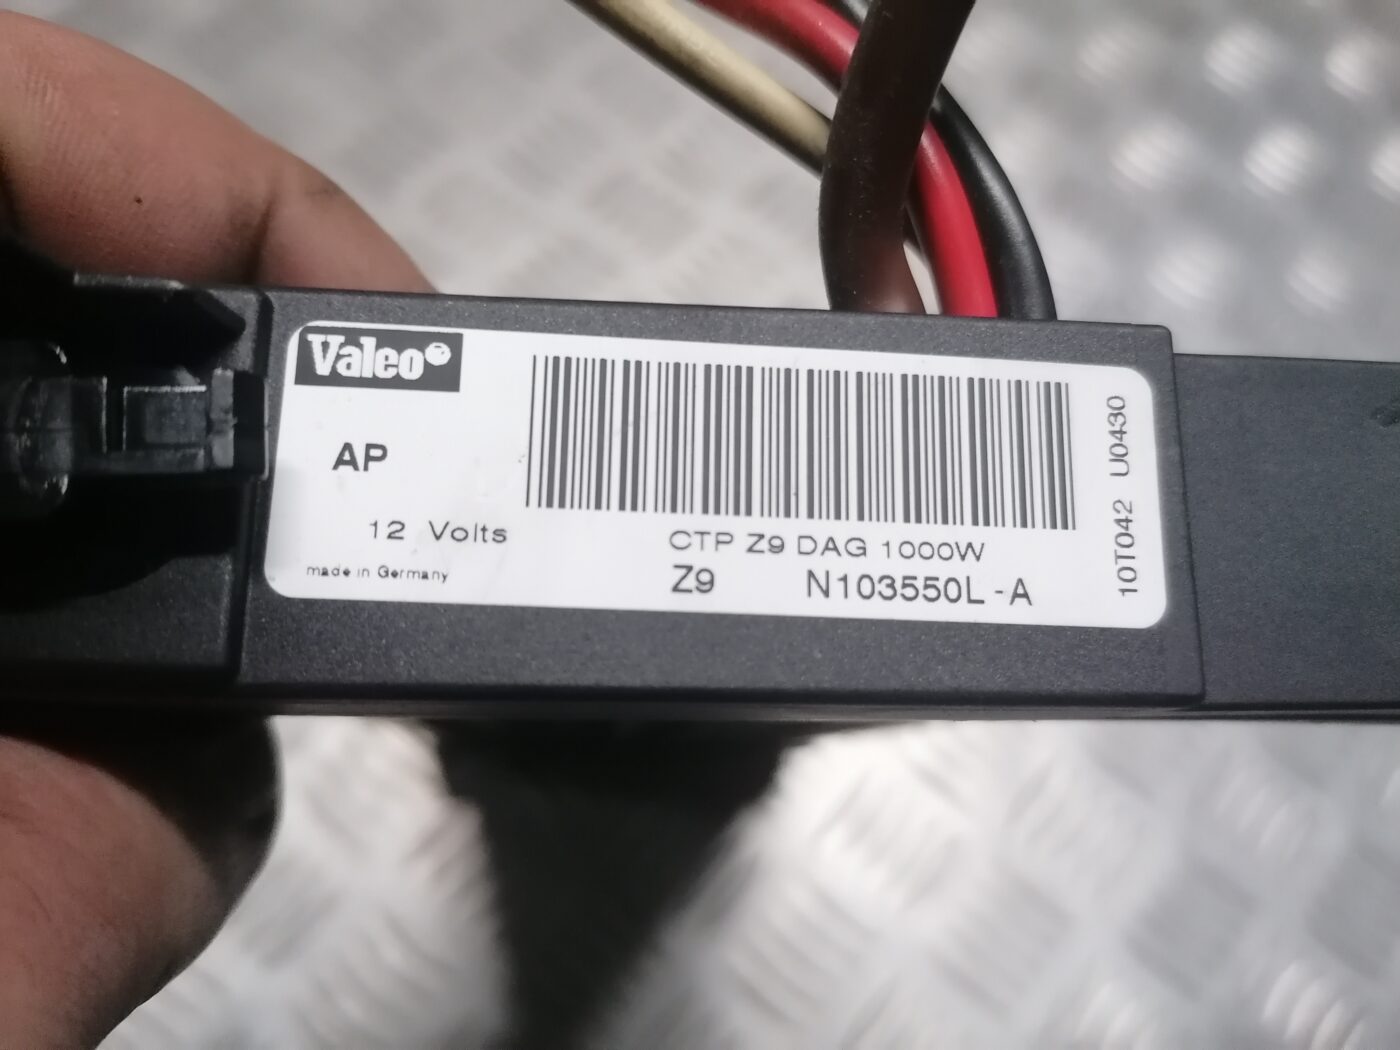 Valeo
AP
12 Volts
made in Germany
CTP Z9 DAG 1000W
Z9 N103550L-A
10T042 U0430